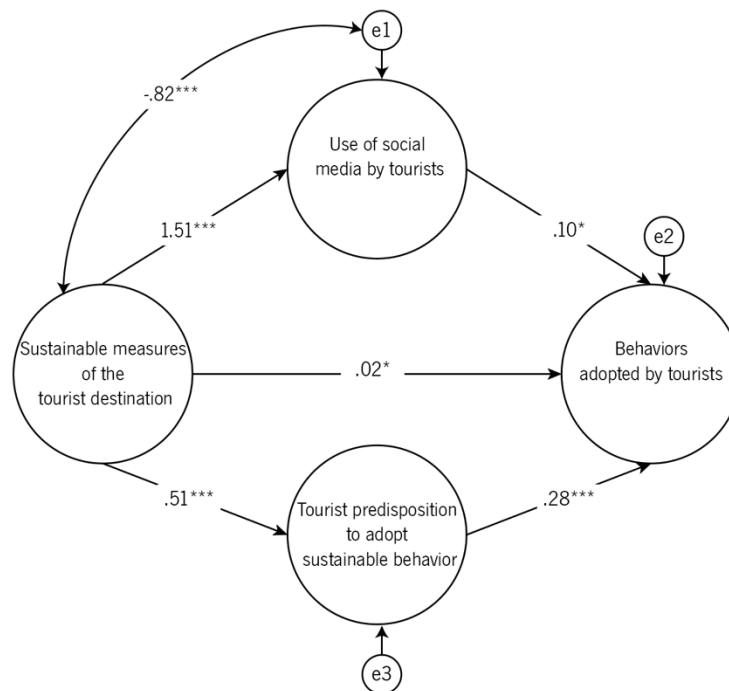 e1
-.82***
Use of social
media by tourists
1.51***
.10*
e2
Sustainable measures
of the
tourist destination
.02*
Behaviors
adopted by tourists
.51***
Tourist predisposition
to adopt
sustainable behavior
.28***
e3